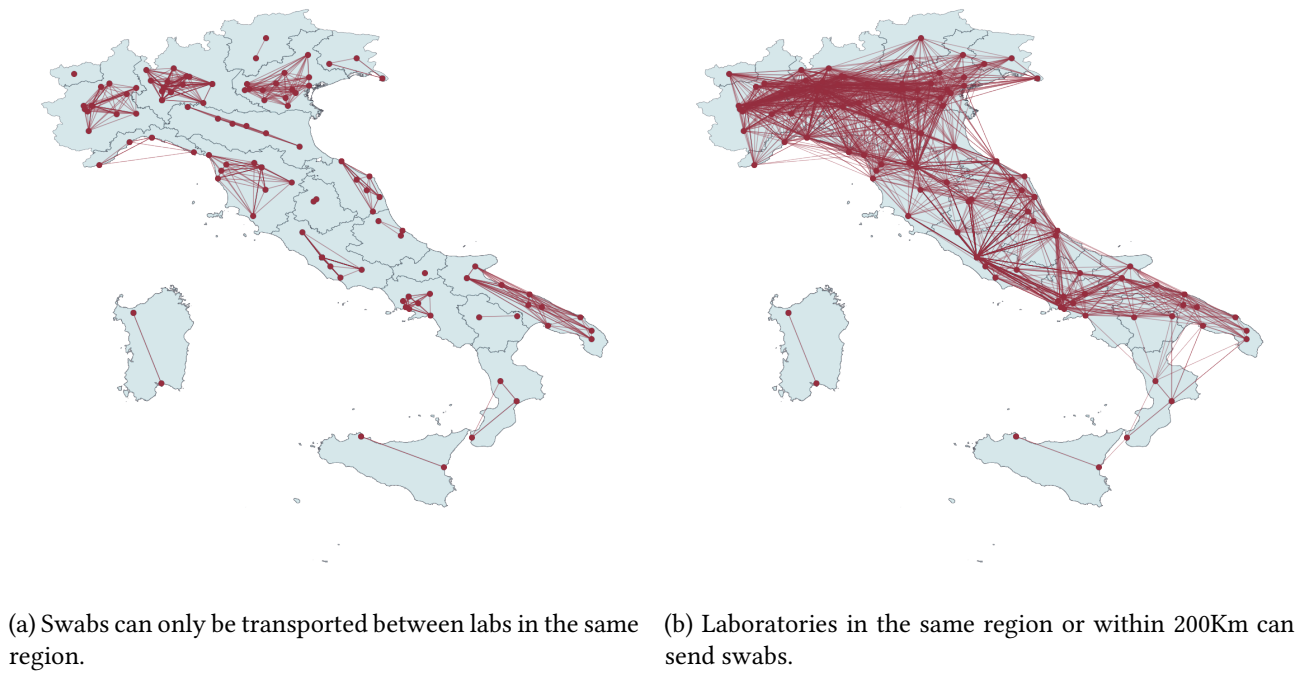 (a) Swabs can only be transported between labs in the same
region.
(b) Laboratories in the same region or within 200Km can
send swabs.